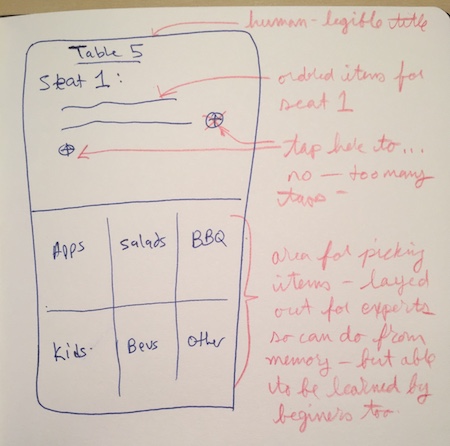 human-legible title
Table 5
Seat 1:
ordred items for
seat 1
tap here to...
no — too many
taps
Apps
Salads
BBQ
Kids.
Bevs
Other
area for picking
items - layed
out for experts
so can do from
memory - but able
to be learned by
beginers too.